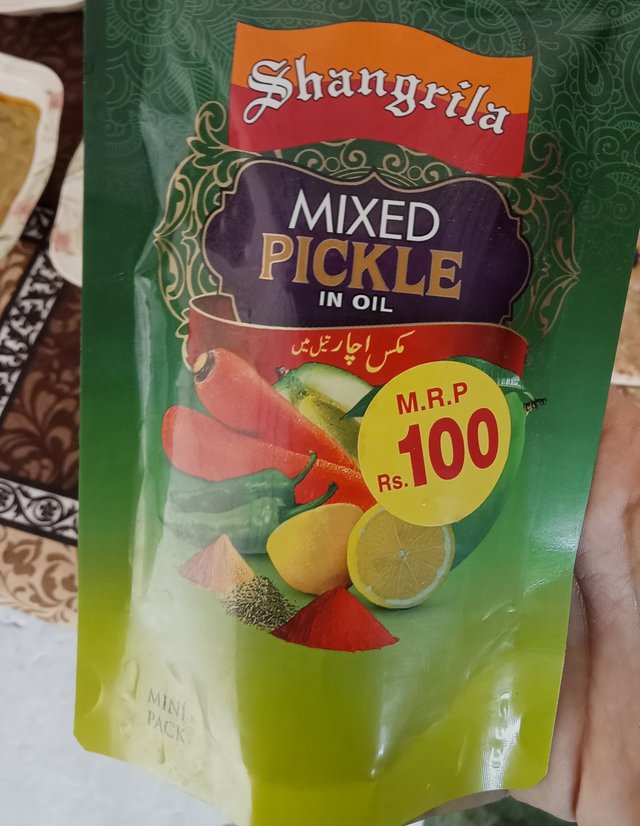 Shangrila
MIXED
PICKLE
IN OIL
مکس اچار تیل میں
M.R.P
Rs.100
MINI
PACK